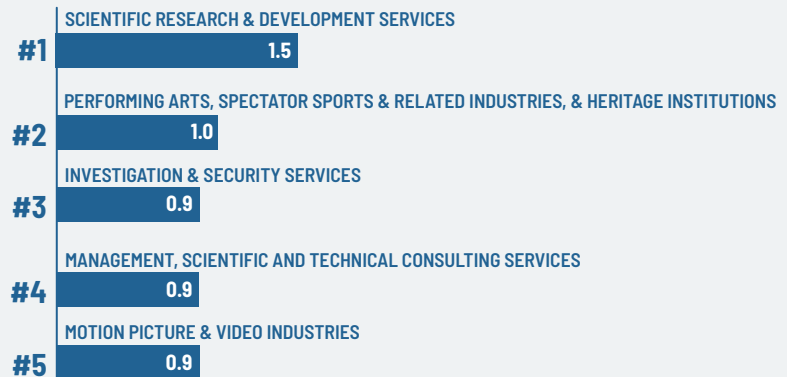 SCIENTIFIC RESEARCH & DEVELOPMENT SERVICES
#1
1.5
PERFORMING ARTS, SPECTATOR SPORTS & RELATED INDUSTRIES, & HERITAGE INSTITUTIONS
#2
1.0
INVESTIGATION & SECURITY SERVICES
#3
0.9
MANAGEMENT, SCIENTIFIC AND TECHNICAL CONSULTING SERVICES
#4
0.9
MOTION PICTURE & VIDEO INDUSTRIES
#5
0.9